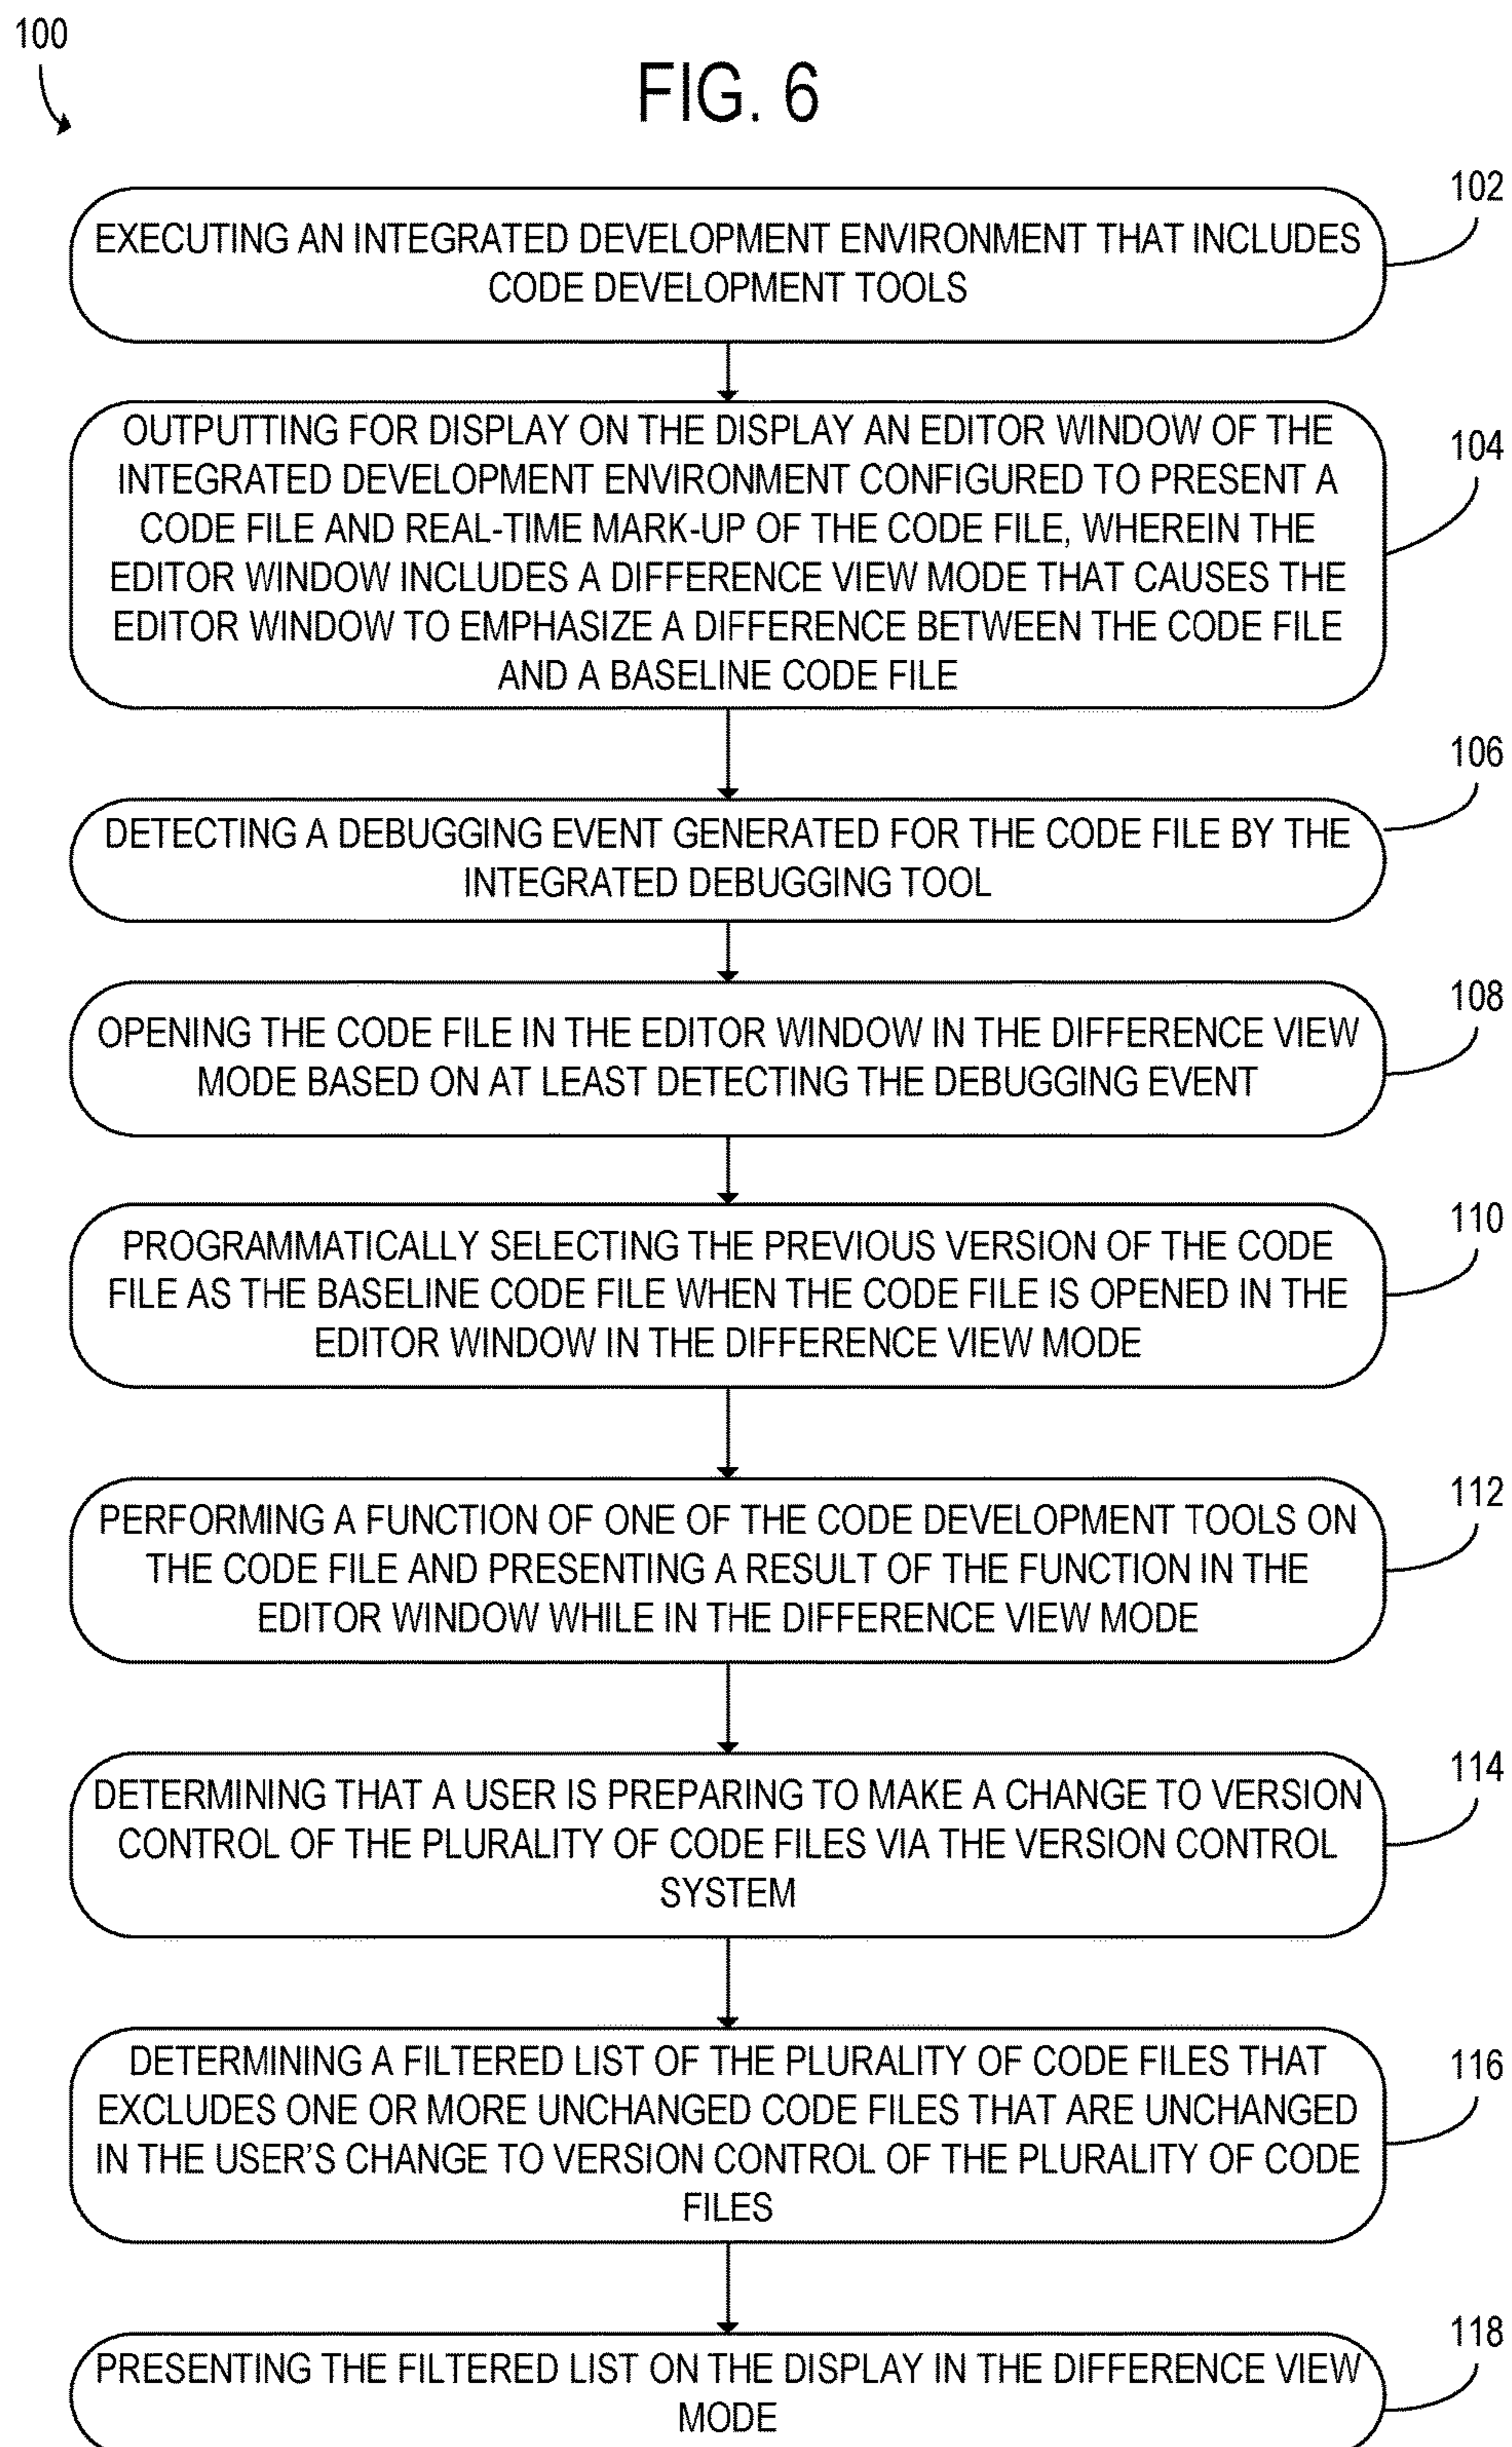 100
FIG. 6
102
EXECUTING AN INTEGRATED DEVELOPMENT ENVIRONMENT THAT INCLUDES
CODE DEVELOPMENT TOOLS
104
OUTPUTTING FOR DISPLAY ON THE DISPLAY AN EDITOR WINDOW OF THE
INTEGRATED DEVELOPMENT ENVIRONMENT CONFIGURED TO PRESENT A
CODE FILE AND REAL-TIME MARK-UP OF THE CODE FILE, WHEREIN THE
EDITOR WINDOW INCLUDES A DIFFERENCE VIEW MODE THAT CAUSES THE
EDITOR WINDOW TO EMPHASIZE A DIFFERENCE BETWEEN THE CODE FILE
AND A BASELINE CODE FILE
106
DETECTING A DEBUGGING EVENT GENERATED FOR THE CODE FILE BY THE
INTEGRATED DEBUGGING TOOL
108
OPENING THE CODE FILE IN THE EDITOR WINDOW IN THE DIFFERENCE VIEW
MODE BASED ON AT LEAST DETECTING THE DEBUGGING EVENT
110
PROGRAMMATICALLY SELECTING THE PREVIOUS VERSION OF THE CODE
FILE AS THE BASELINE CODE FILE WHEN THE CODE FILE IS OPENED IN THE
EDITOR WINDOW IN THE DIFFERENCE VIEW MODE
112
PERFORMING A FUNCTION OF ONE OF THE CODE DEVELOPMENT TOOLS ON
THE CODE FILE AND PRESENTING A RESULT OF THE FUNCTION IN THE
EDITOR WINDOW WHILE IN THE DIFFERENCE VIEW MODE
114
DETERMINING THAT A USER IS PREPARING TO MAKE A CHANGE TO VERSION
CONTROL OF THE PLURALITY OF CODE FILES VIA THE VERSION CONTROL
SYSTEM
116
DETERMINING A FILTERED LIST OF THE PLURALITY OF CODE FILES THAT
EXCLUDES ONE OR MORE UNCHANGED CODE FILES THAT ARE UNCHANGED
IN THE USER'S CHANGE TO VERSION CONTROL OF THE PLURALITY OF CODE
FILES
118
PRESENTING THE FILTERED LIST ON THE DISPLAY IN THE DIFFERENCE VIEW
MODE